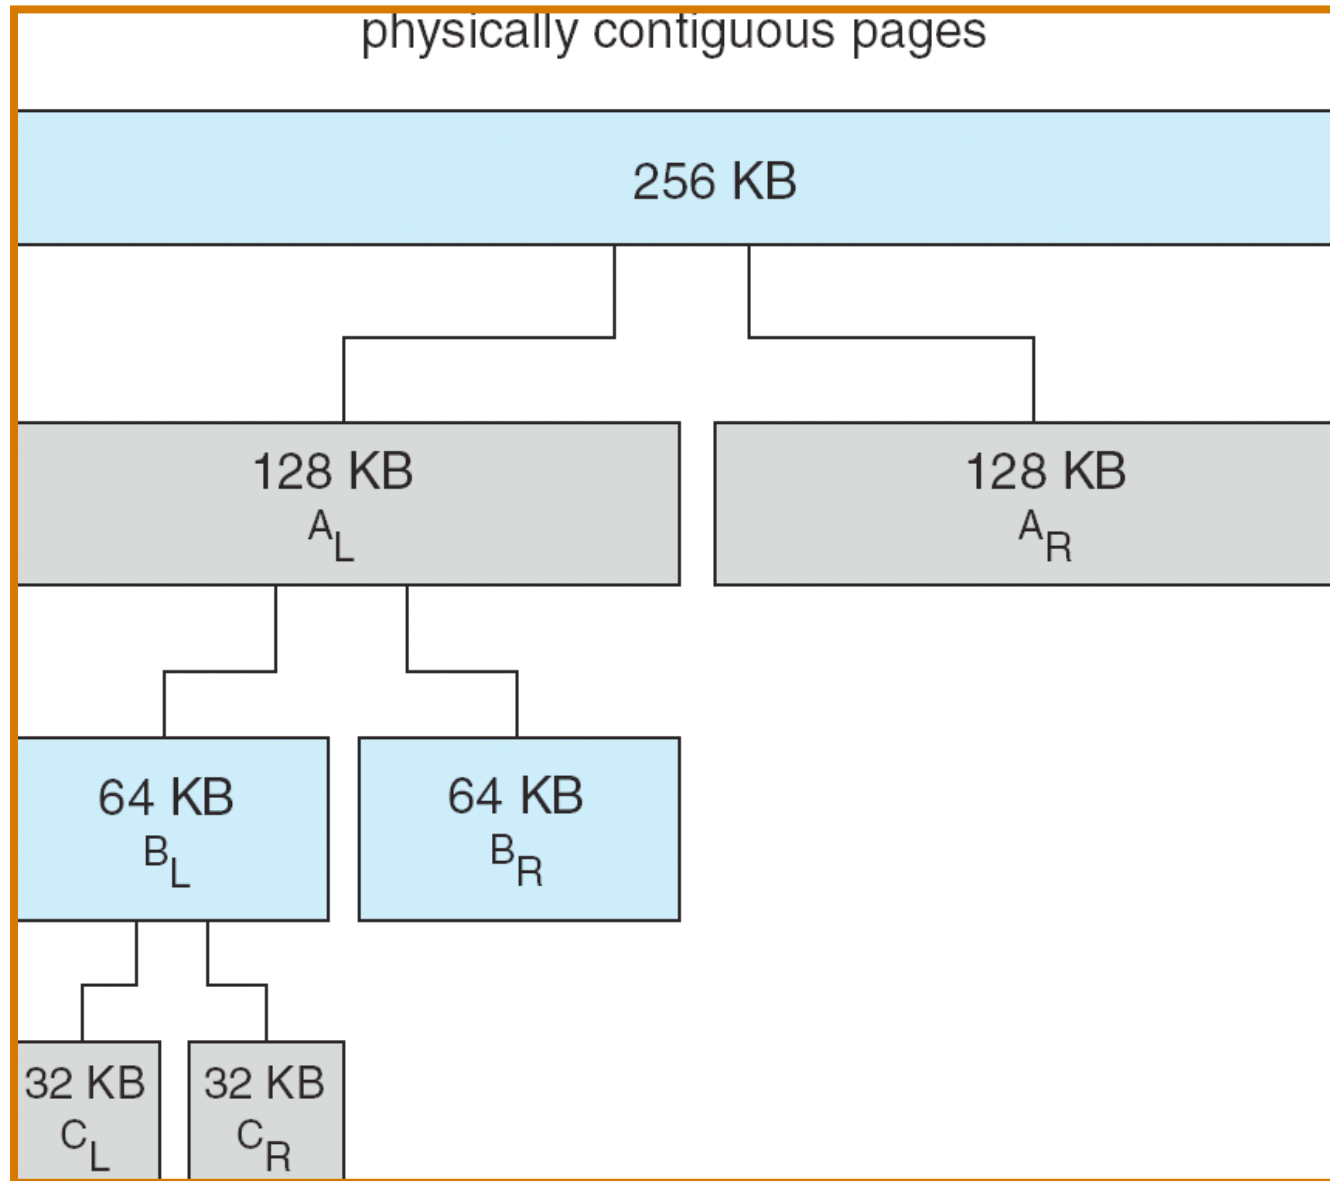 physically contiguous pages
256 KB
128 KB
A_L
128 KB
A_R
64 KB
B_L
64 KB
B_R
32 KB
C_L
32 KB
C_R